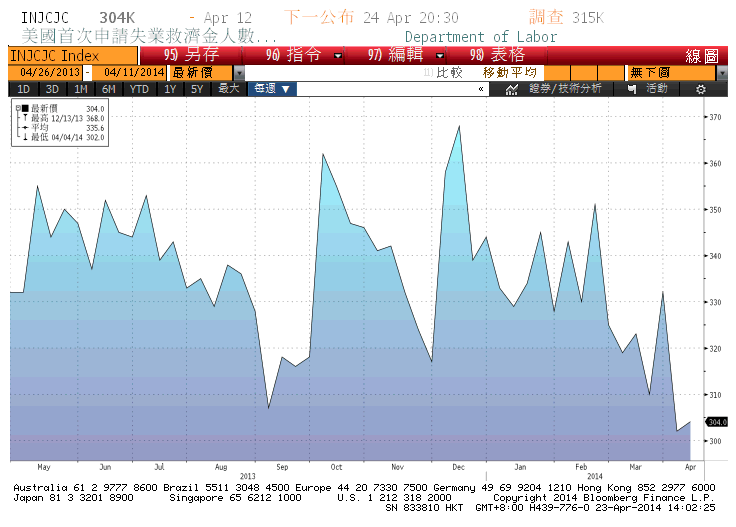 INJCJC 304K - Apr 12 下一公布 24 Apr 20:30 調查 315K
美國首次申請失業救濟金人數... Department of Labor
INJCJC Index 95) 另存 96) 指令 97) 編輯 98) 表格 線圖
04/26/2013 - 04/11/2014 最新價 比較 移動平均 無下價
1D 3D 1M 6M YTD 1Y 5Y 最大 每週 ▼ « 證券/技術分析 活動
最新價 304.0
最高 12/13/13 368.0
平均 335.6
最低 04/04/14 302.0
370
360
350
340
330
320
310
304.0
300
May Jun Jul Aug Sep Oct Nov Dec Jan Feb Mar Apr
2013 2014
Australia 61 2 9777 8600 Brazil 5511 3048 4500 Europe 44 20 7330 7500 Germany 49 69 9204 1210 Hong Kong 852 2977 6000
Japan 81 3 3201 8900 Singapore 65 6212 1000 U.S. 1 212 318 2000 Copyright 2014 Bloomberg Finance L.P.
SN 833810 HKT GMT+8:00 H439-776-0 23-Apr-2014 14:02:25